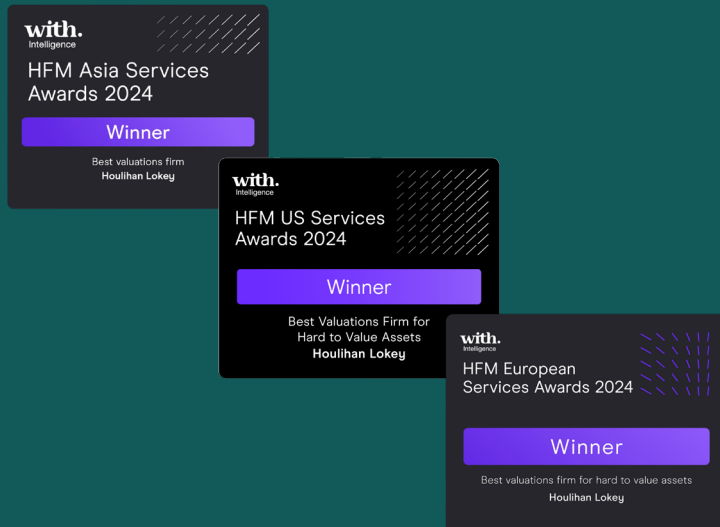 with.
Intelligence
HFM Asia Services
Awards 2024
Winner
Best valuations firm
Houlihan Lokey
with.
Intelligence
HFM US Services
Awards 2024
Winner
Best Valuations Firm for
Hard to Value Assets
Houlihan Lokey
with.
Intelligence
HFM European
Services Awards 2024
Winner
Best valuations firm for hard to value assets
Houlihan Lokey